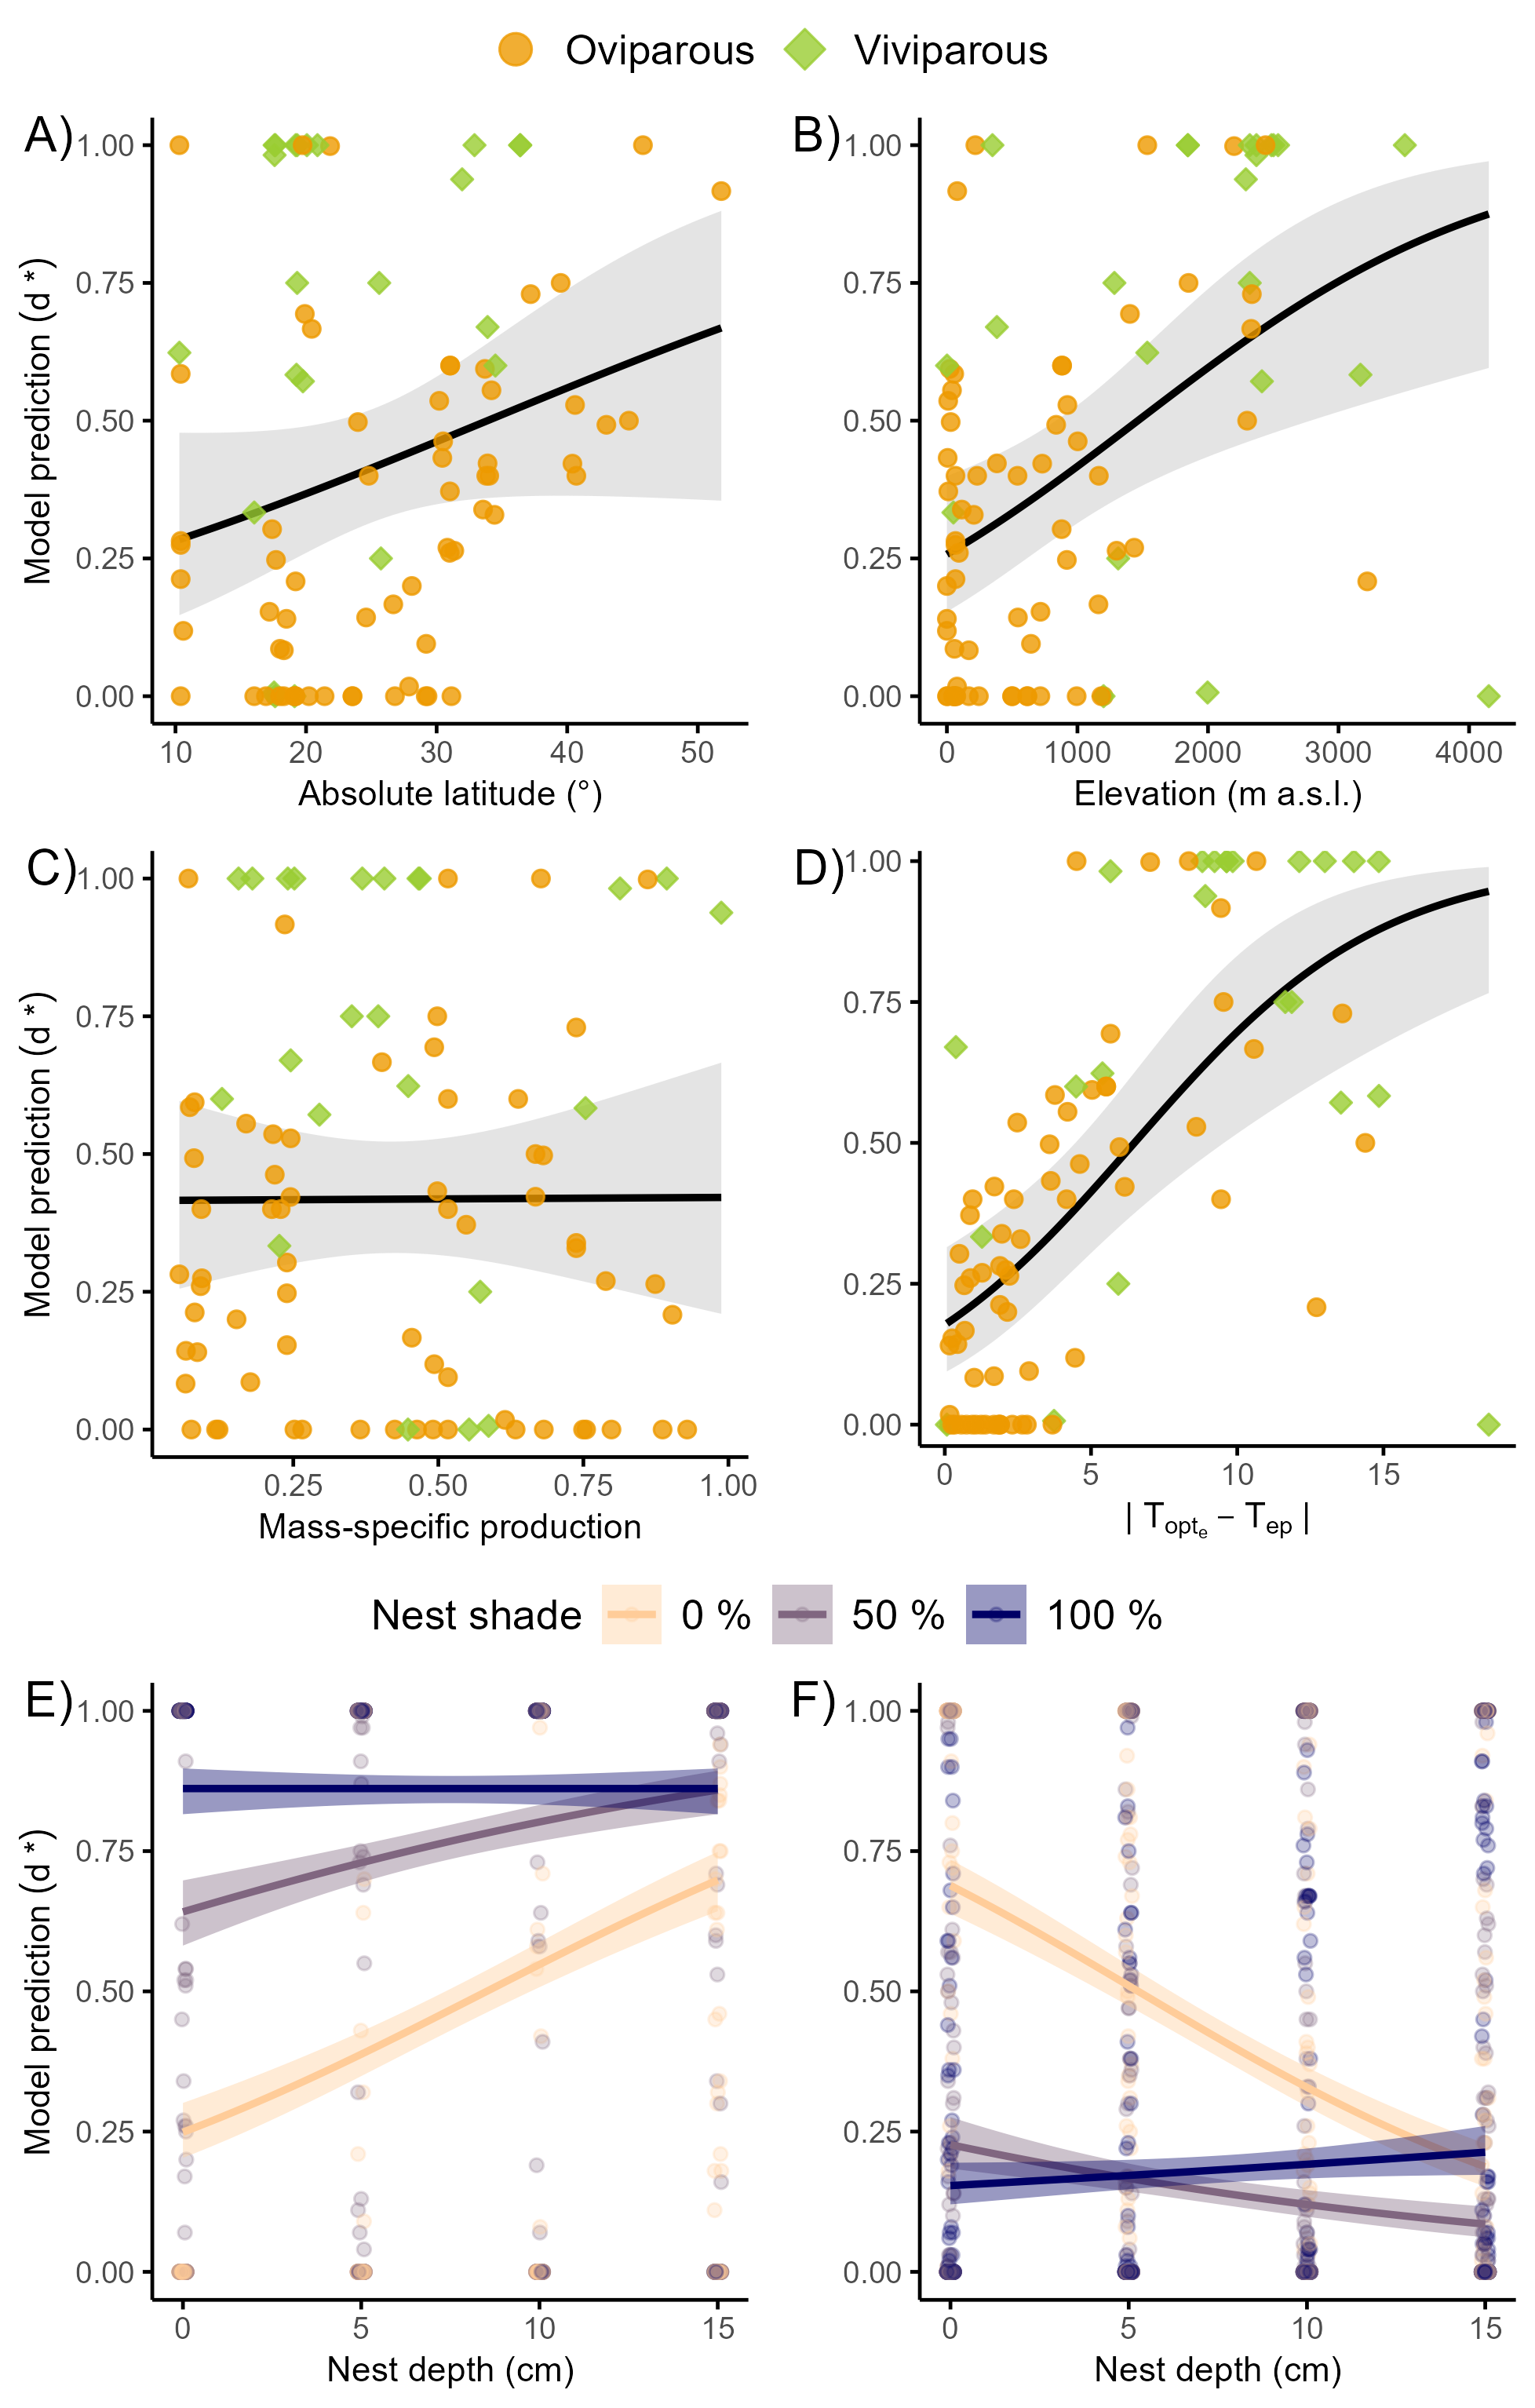 Oviparous Viviparous
A) B)
1.00 1.00
0.75 0.75
0.50 0.50
0.25 0.25
0.00 0.00
Model prediction (d *)
Model prediction (d *)
10 20 30 40 50
0 1000 2000 3000 4000
Absolute latitude (°)
Elevation (m a.s.l.)
C) D)
1.00 1.00
0.75 0.75
0.50 0.50
0.25 0.25
0.00 0.00
Model prediction (d *)
Model prediction (d *)
0.25 0.50 0.75 1.00
0 5 10 15
Mass-specific production
| Topte − Tep |
Nest shade 0 % 50 % 100 %
E) F)
1.00 1.00
0.75 0.75
0.50 0.50
0.25 0.25
0.00 0.00
Model prediction (d *)
Model prediction (d *)
0 5 10 15
0 5 10 15
Nest depth (cm)
Nest depth (cm)